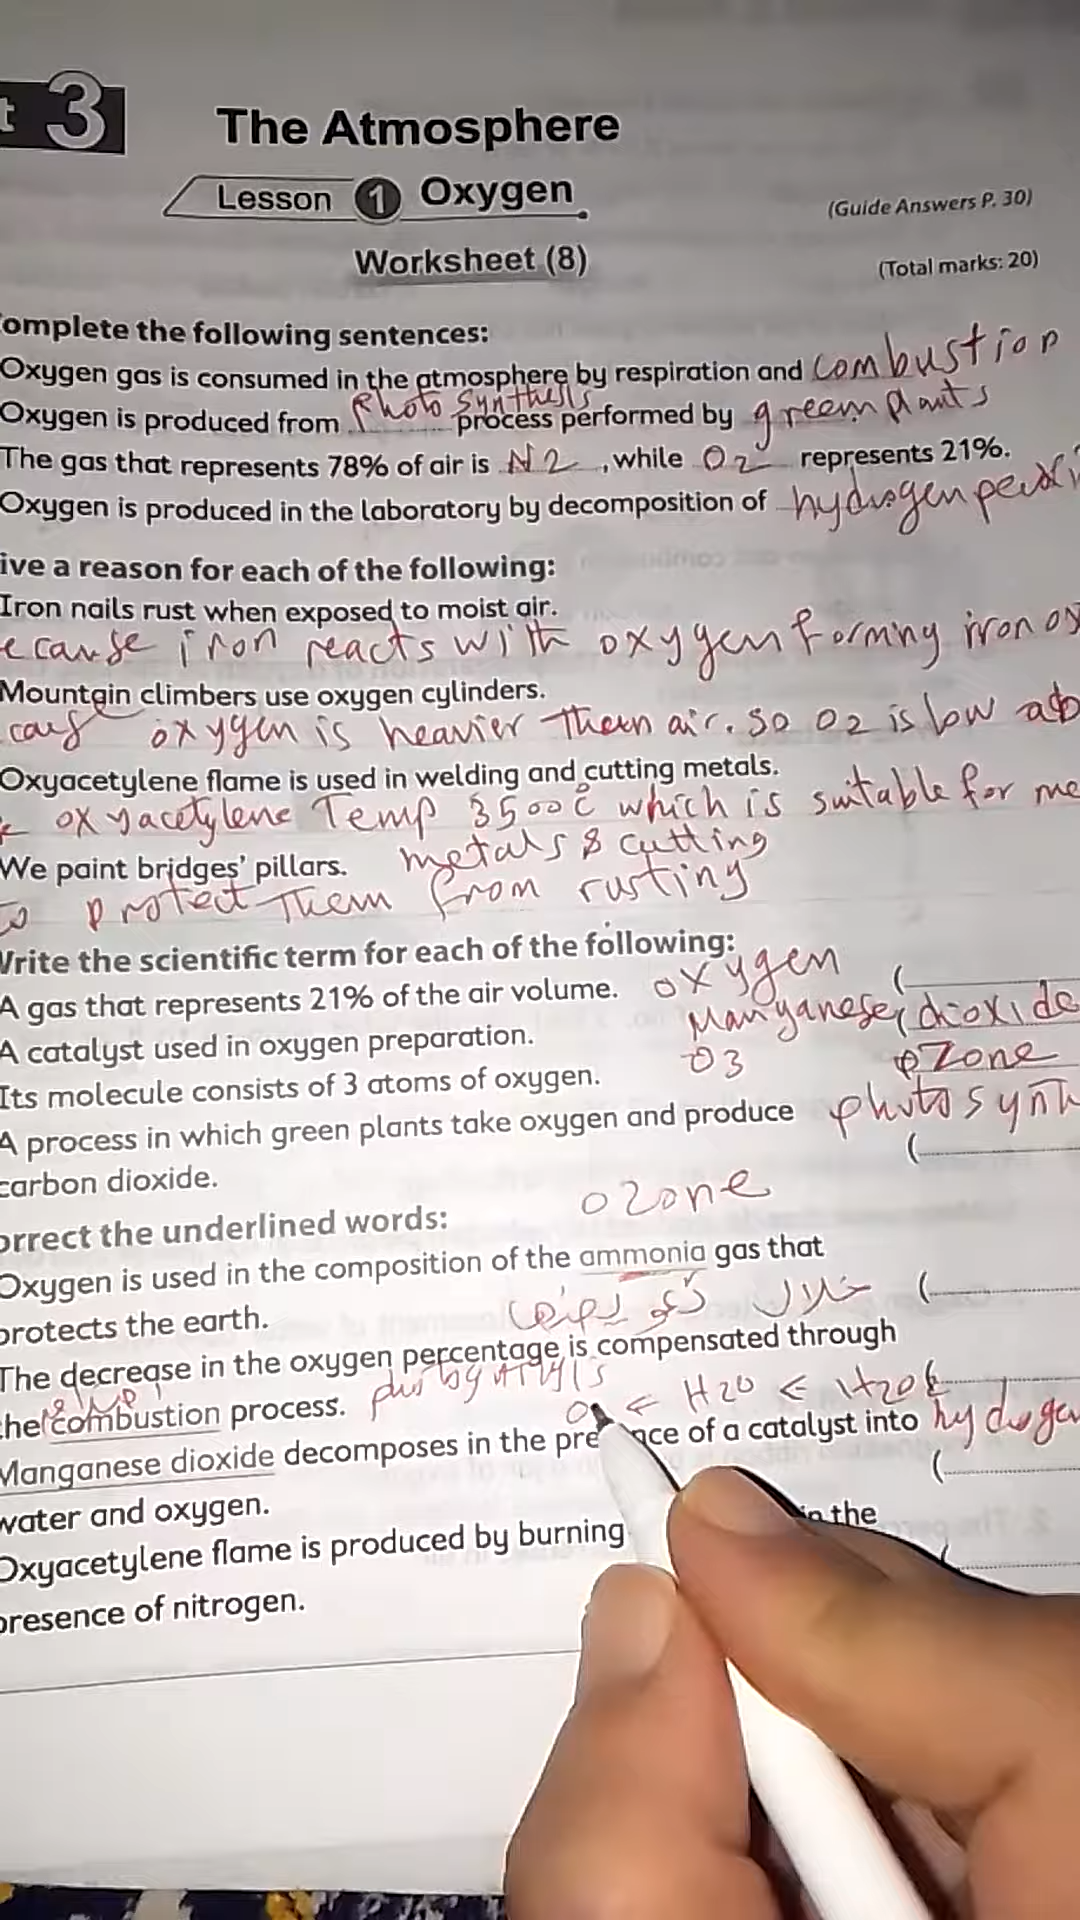 t 3
The Atmosphere
Lesson 1 Oxygen
(Guide Answers P. 30)
Worksheet (8)
(Total marks: 20)
omplete the following sentences:
Oxygen gas is consumed in the atmosphere by respiration and combustion
Oxygen is produced from photosynthesis process performed by green plants
The gas that represents 78% of air is N2, while O2 represents 21%.
Oxygen is produced in the laboratory by decomposition of hydrogen
ive a reason for each of the following:
Iron nails rust when exposed to moist air.
ecause iron reacts with oxygen forming iron ox
Mountain climbers use oxygen cylinders.
oxygen is heavier than air. so O2 is low
Oxyacetylene flame is used in welding and cutting metals.
oxyacetylene Temp 3500°C which is suitable for me
We paint bridges' pillars. metals & cutting
to protect Them from rusting
Write the scientific term for each of the following:
A gas that represents 21% of the air volume. oxygen (
A catalyst used in oxygen preparation. Manganese (dioxide
Its molecule consists of 3 atoms of oxygen. O3 ozone
A process in which green plants take oxygen and produce photosynth
carbon dioxide. (
ozone
orrect the underlined words:
Oxygen is used in the composition of the ammonia gas that
protects the earth. (
The decrease in the oxygen percentage is compensated through
the combustion process. O < H2O < H2O
Manganese dioxide decomposes in the pre nce of a catalyst into hydrogen
water and oxygen. (
Oxyacetylene flame is produced by burning in the
presence of nitrogen. (